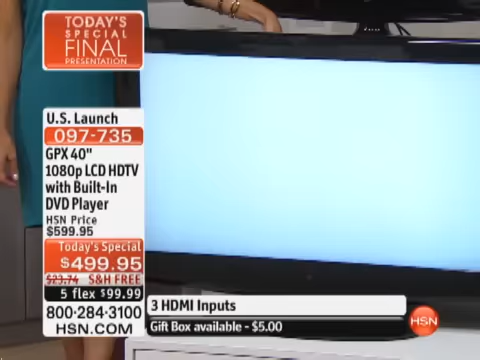 TODAY'S
SPECIAL
FINAL
PRESENTATION
U.S. Launch
097-735
GPX 40"
1080p LCD HDTV
with Built-In
DVD Player
HSN Price
$599.95
Today's Special
$499.95
$23.74 S&H FREE
5 flex $99.99
800-284-3100
HSN.COM
3 HDMI Inputs
Gift Box available - $5.00
HSN